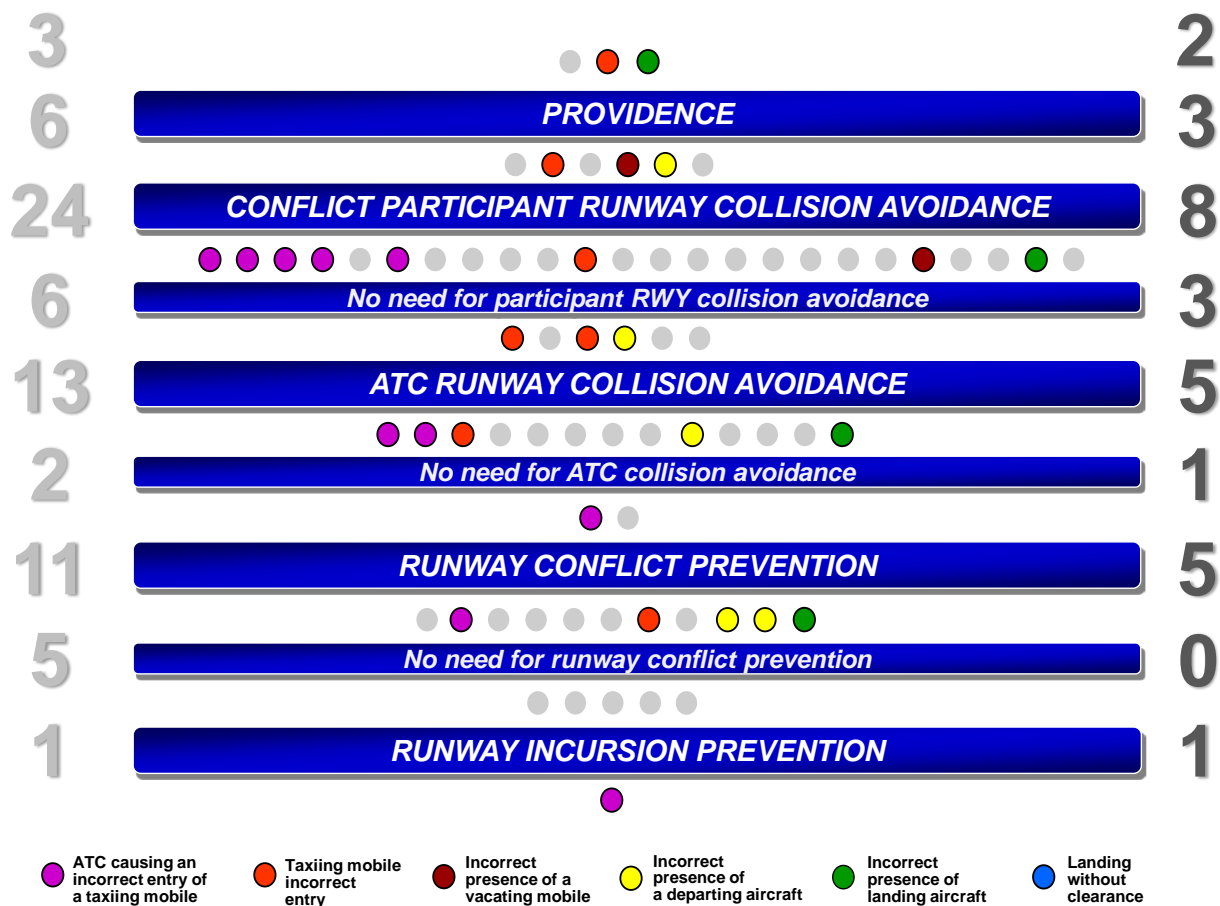 3
2
6
PROVIDENCE
3
24
CONFLICT PARTICIPANT RUNWAY COLLISION AVOIDANCE
8
6
No need for participant RWY collision avoidance
3
13
ATC RUNWAY COLLISION AVOIDANCE
5
2
No need for ATC collision avoidance
1
11
RUNWAY CONFLICT PREVENTION
5
5
No need for runway conflict prevention
0
1
RUNWAY INCURSION PREVENTION
1
ATC causing an
incorrect entry of
a taxiing mobile
Taxiing mobile
incorrect
entry
Incorrect
presence of a
vacating mobile
Incorrect
presence of
a departing aircraft
Incorrect
presence of
landing aircraft
Landing
without
clearance